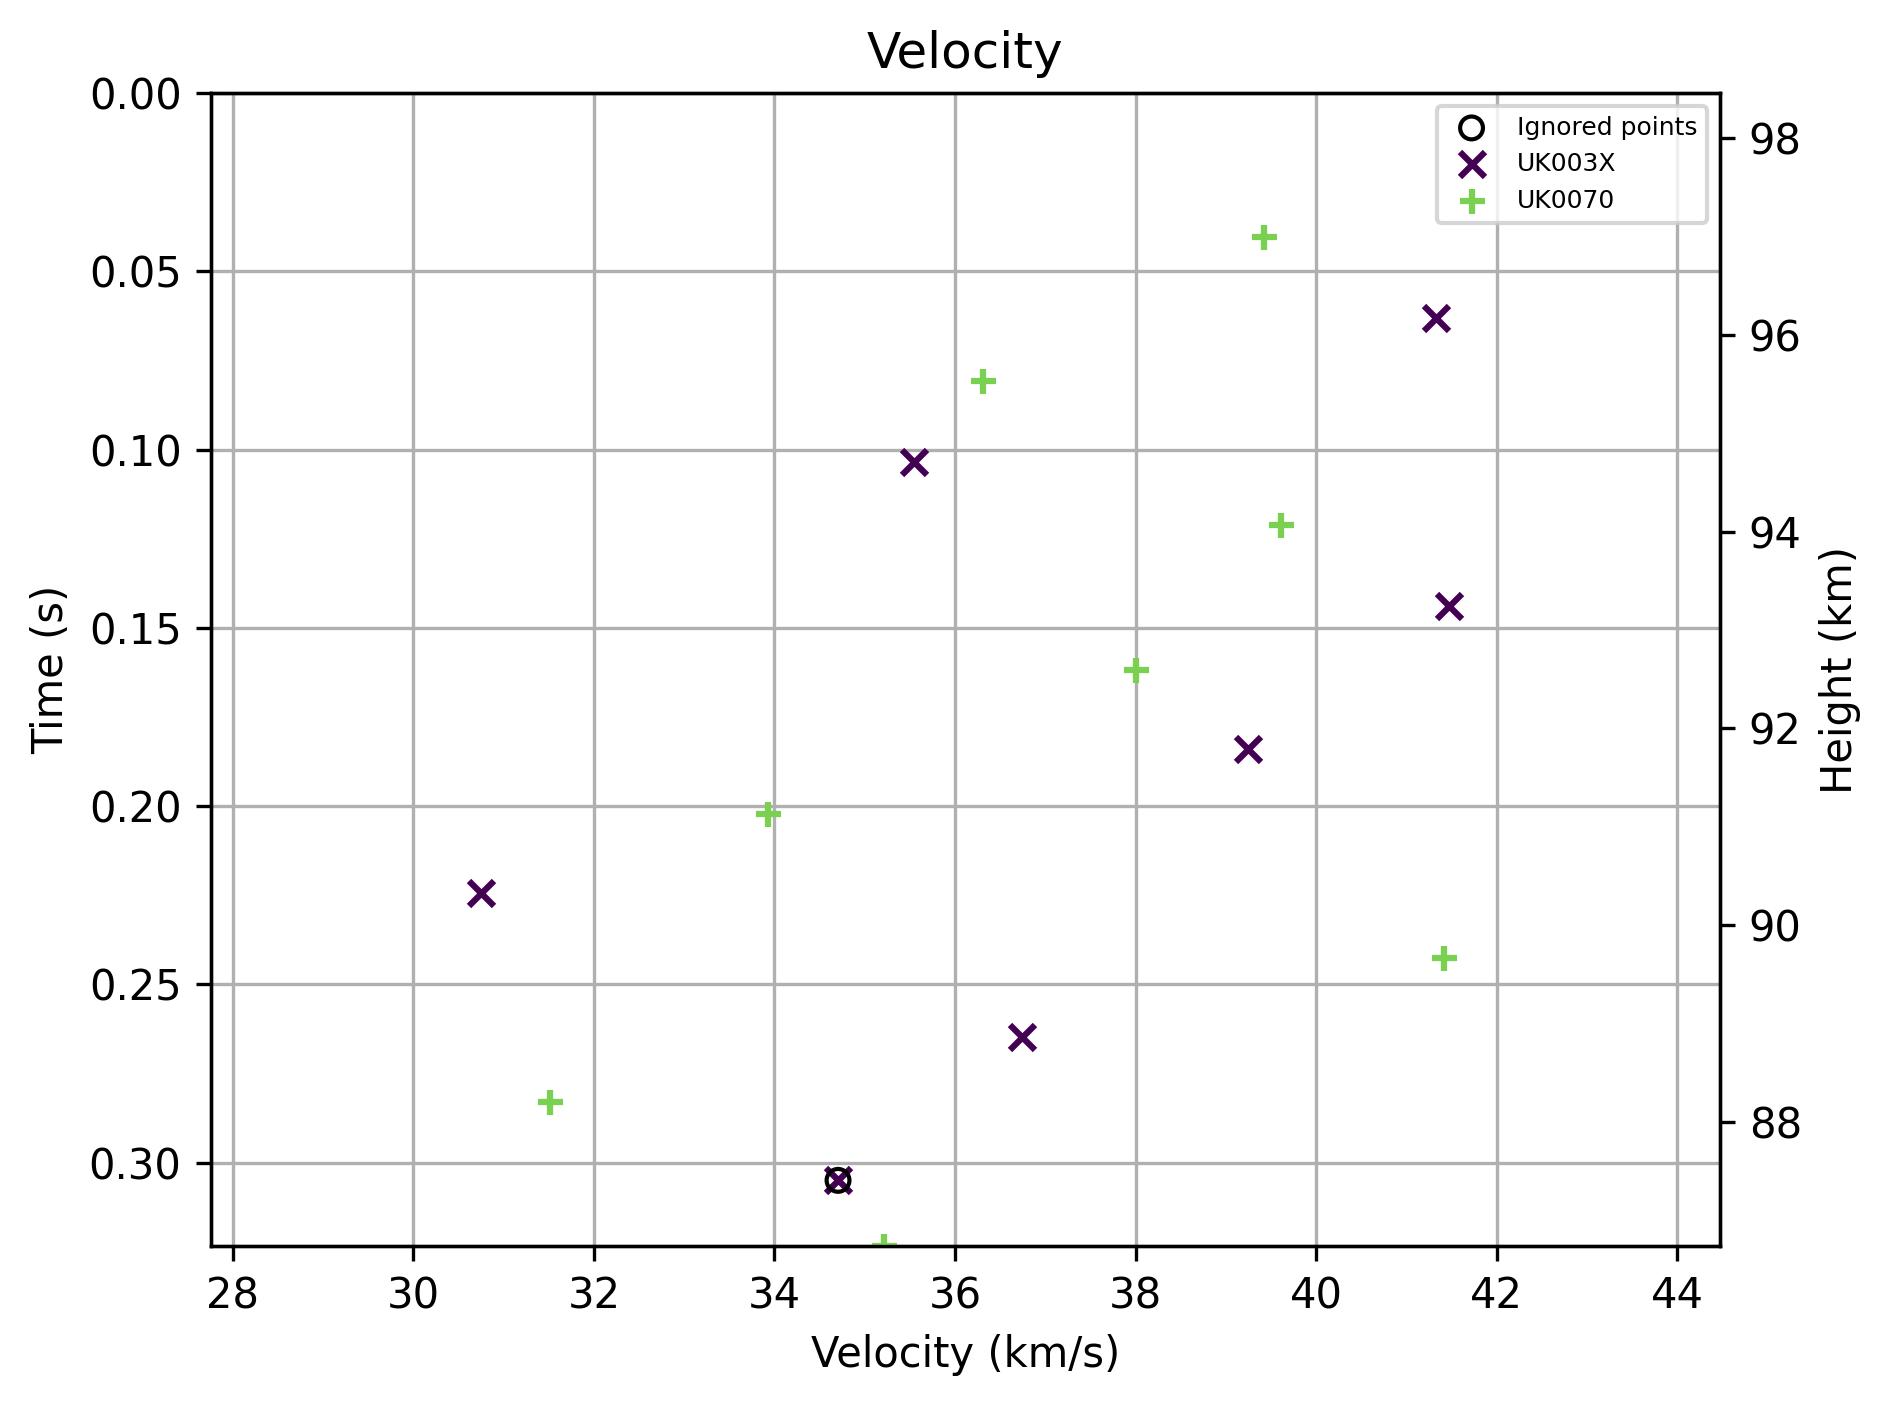 Velocity
0.00
0.05
0.10
0.15
0.20
0.25
0.30
Time (s)
Ignored points
UK003X
UK0070
98
96
94
92
90
88
Height (km)
28 30 32 34 36 38 40 42 44
Velocity (km/s)